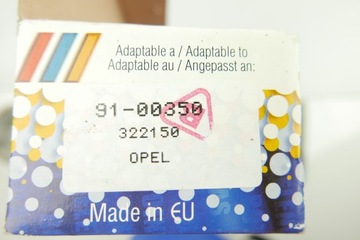 Adaptable a / Adaptable to
Adaptable au / Angepasst an:
91-00350
322150
OPEL
Made in EU